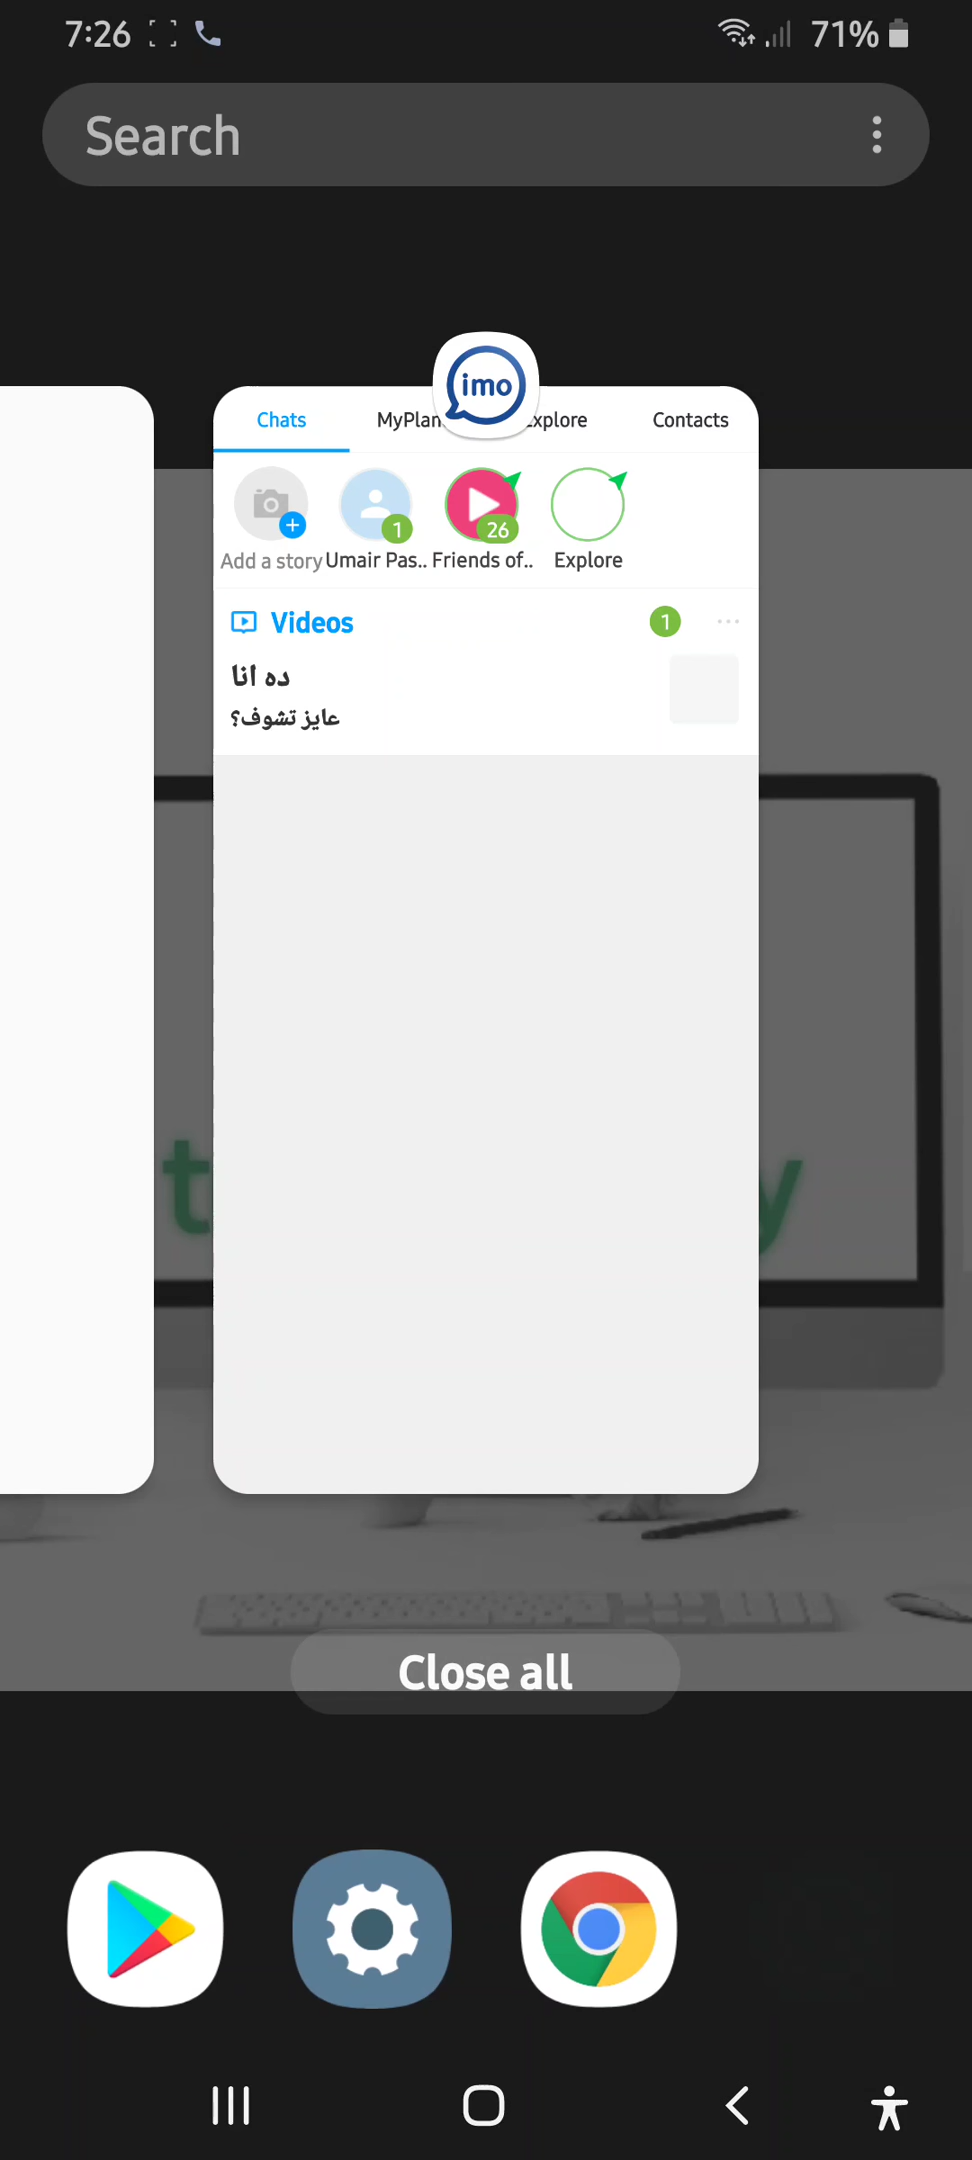 7:26
71%
Search
imo
Chats MyPlan Explore Contacts
1
26
Add a story Umair Pas.. Friends of.. Explore
Videos 1
ده انا
عايز تشوف؟
t y
Close all